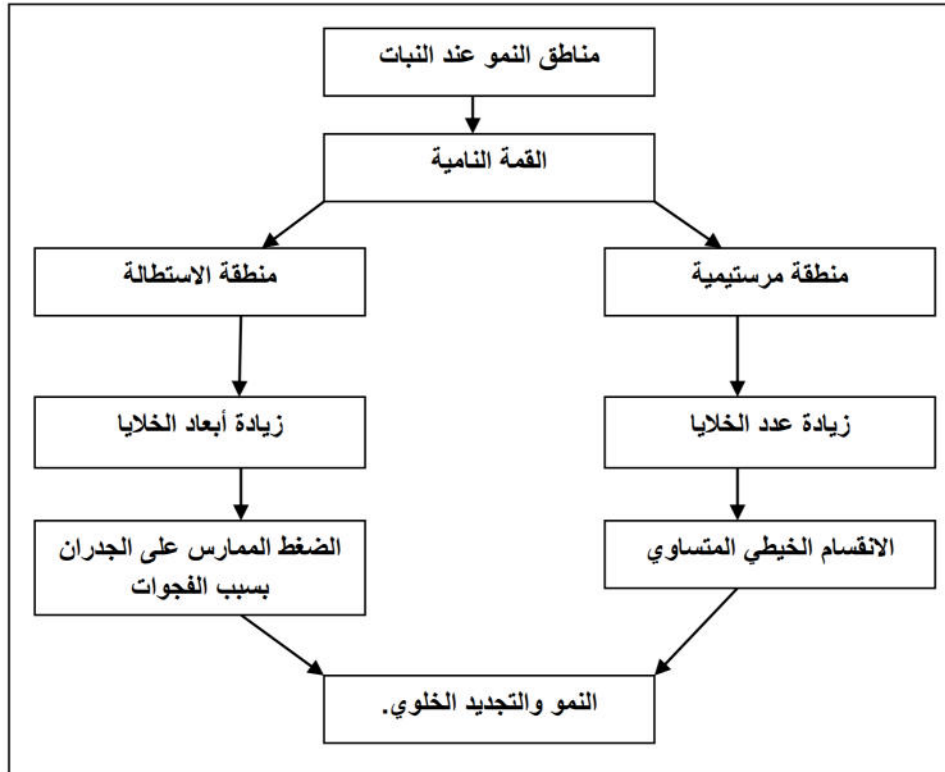 مناطق النمو عند النبات
القمة النامية
منطقة مرستيمية
منطقة الاستطالة
زيادة عدد الخلايا
زيادة أبعاد الخلايا
الانقسام الخيطي المتساوي
الضغط الممارس على الجدران
بسبب الفجوات
النمو والتجديد الخلوي.